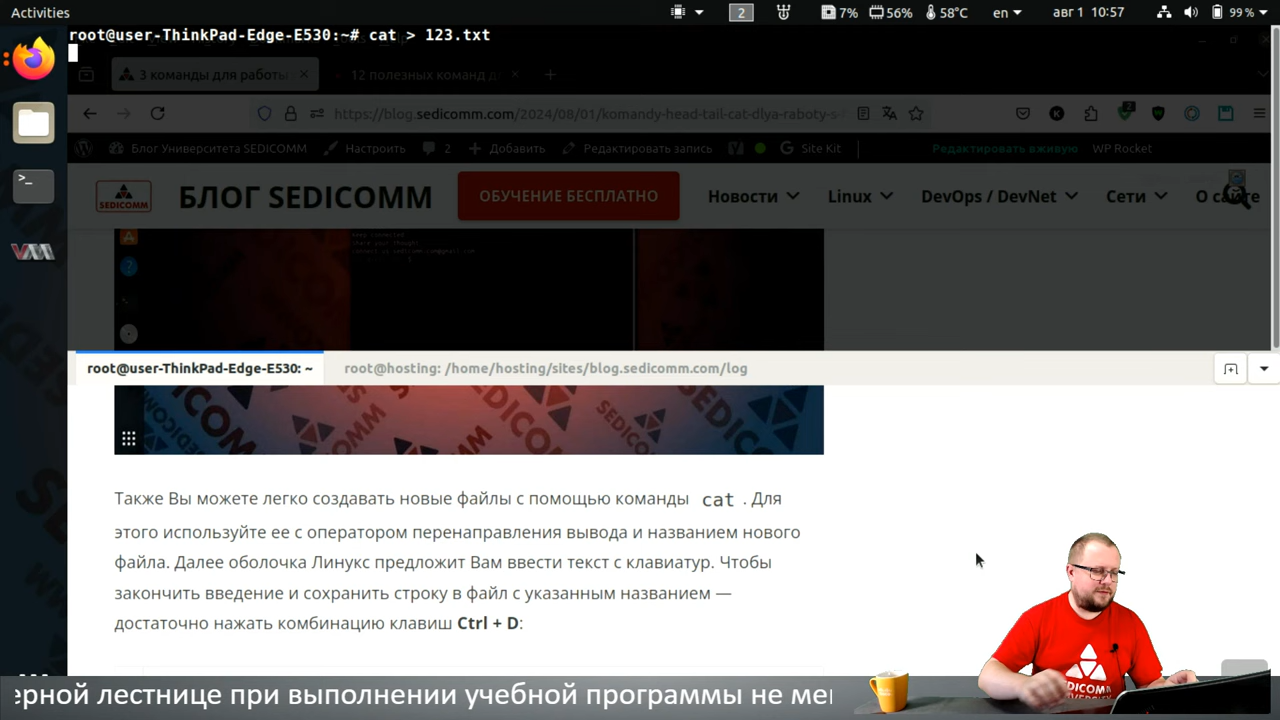 Activities
2
7%
56%
58°C
en
авг 1 10:57
99 %
root@user-ThinkPad-Edge-E530:~# cat > 123.txt
3 команды для работы
12 полезных команд д
https://blog.sedicomm.com/2024/08/01/komandy-head-tail-cat-dlya-raboty-s-
2
Блог Университета SEDICOMM
Настроить
2
Добавить
Редактировать запись
Site Kit
Редактировать вживую
WP Rocket
SEDICOMM
БЛОГ SEDICOMM
ОБУЧЕНИЕ БЕСПЛАТНО
Новости
Linux
DevOps / DevNet
Сети
О сайте
root@user-ThinkPad-Edge-E530: ~
root@hosting: /home/hosting/sites/blog.sedicomm.com/log
Также Вы можете легко создавать новые файлы с помощью команды cat . Для
этого используйте ее с оператором перенаправления вывода и названием нового
файла. Далее оболочка Линукс предложит Вам ввести текст с клавиатур. Чтобы
закончить введение и сохранить строку в файл с указанным названием —
достаточно нажать комбинацию клавиш Ctrl + D:
ерной лестнице при выполнении учебной программы не ме